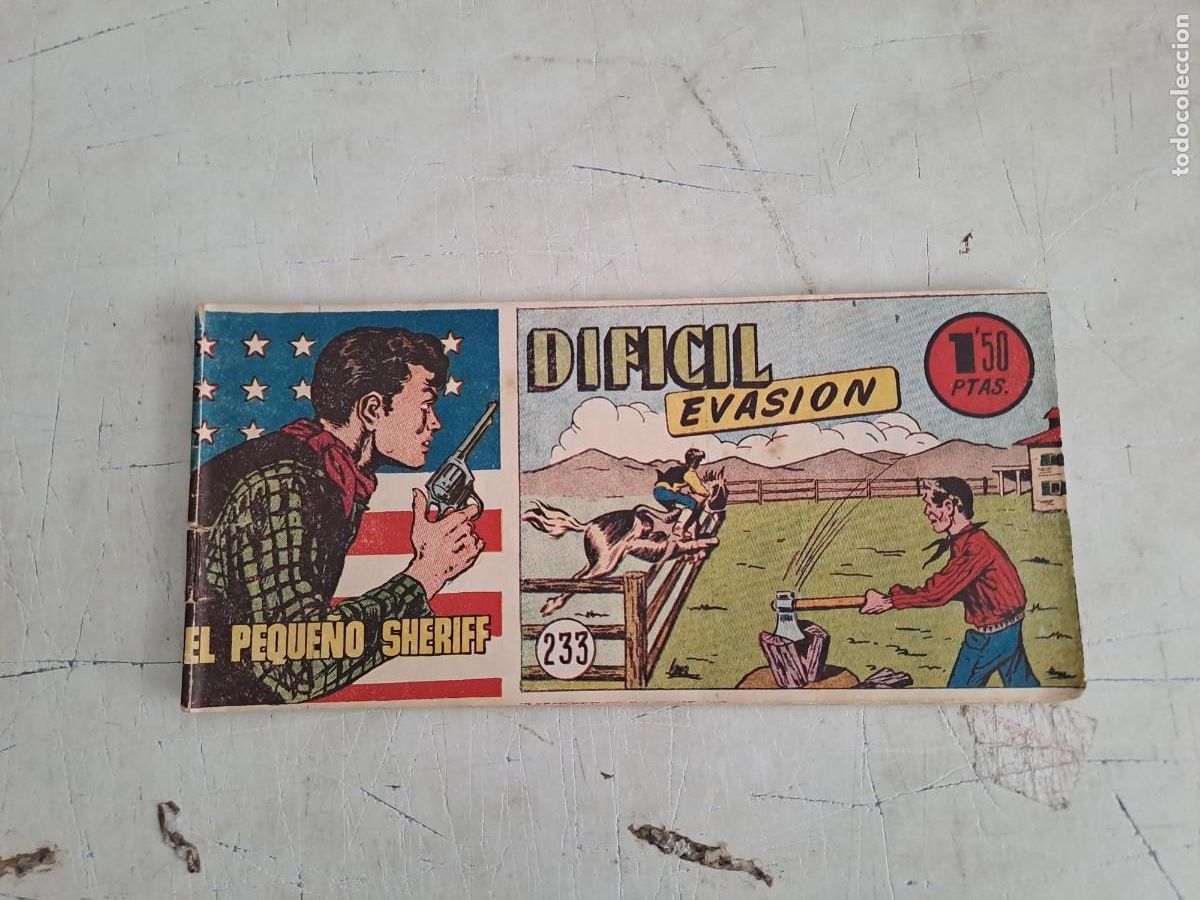 EL PEQUEÑO SHERIFF
DIFICIL
EVASION
1'50
PTAS.
233
todocoleccion